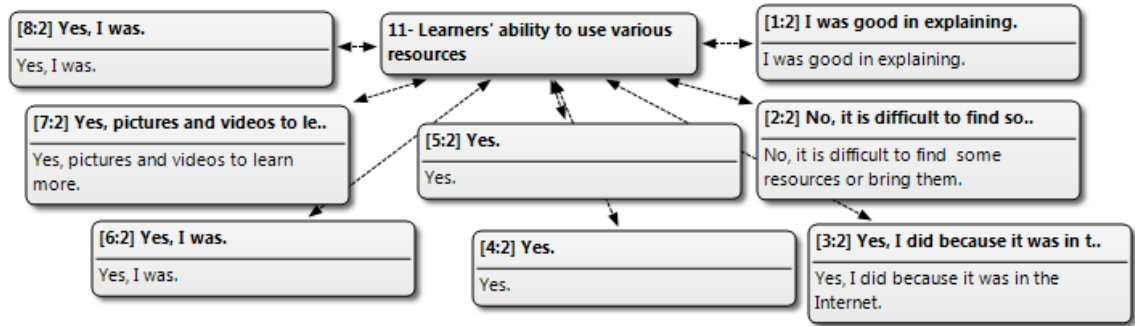 [8:2] Yes, I was.
Yes, I was.
11- Learners' ability to use various
resources
[1:2] I was good in explaining.
I was good in explaining.
[7:2] Yes, pictures and videos to le..
Yes, pictures and videos to learn
more.
[5:2] Yes.
Yes.
[2:2] No, it is difficult to find so..
No, it is difficult to find some
resources or bring them.
[6:2] Yes, I was.
Yes, I was.
[4:2] Yes.
Yes.
[3:2] Yes, I did because it was in t..
Yes, I did because it was in the
Internet.